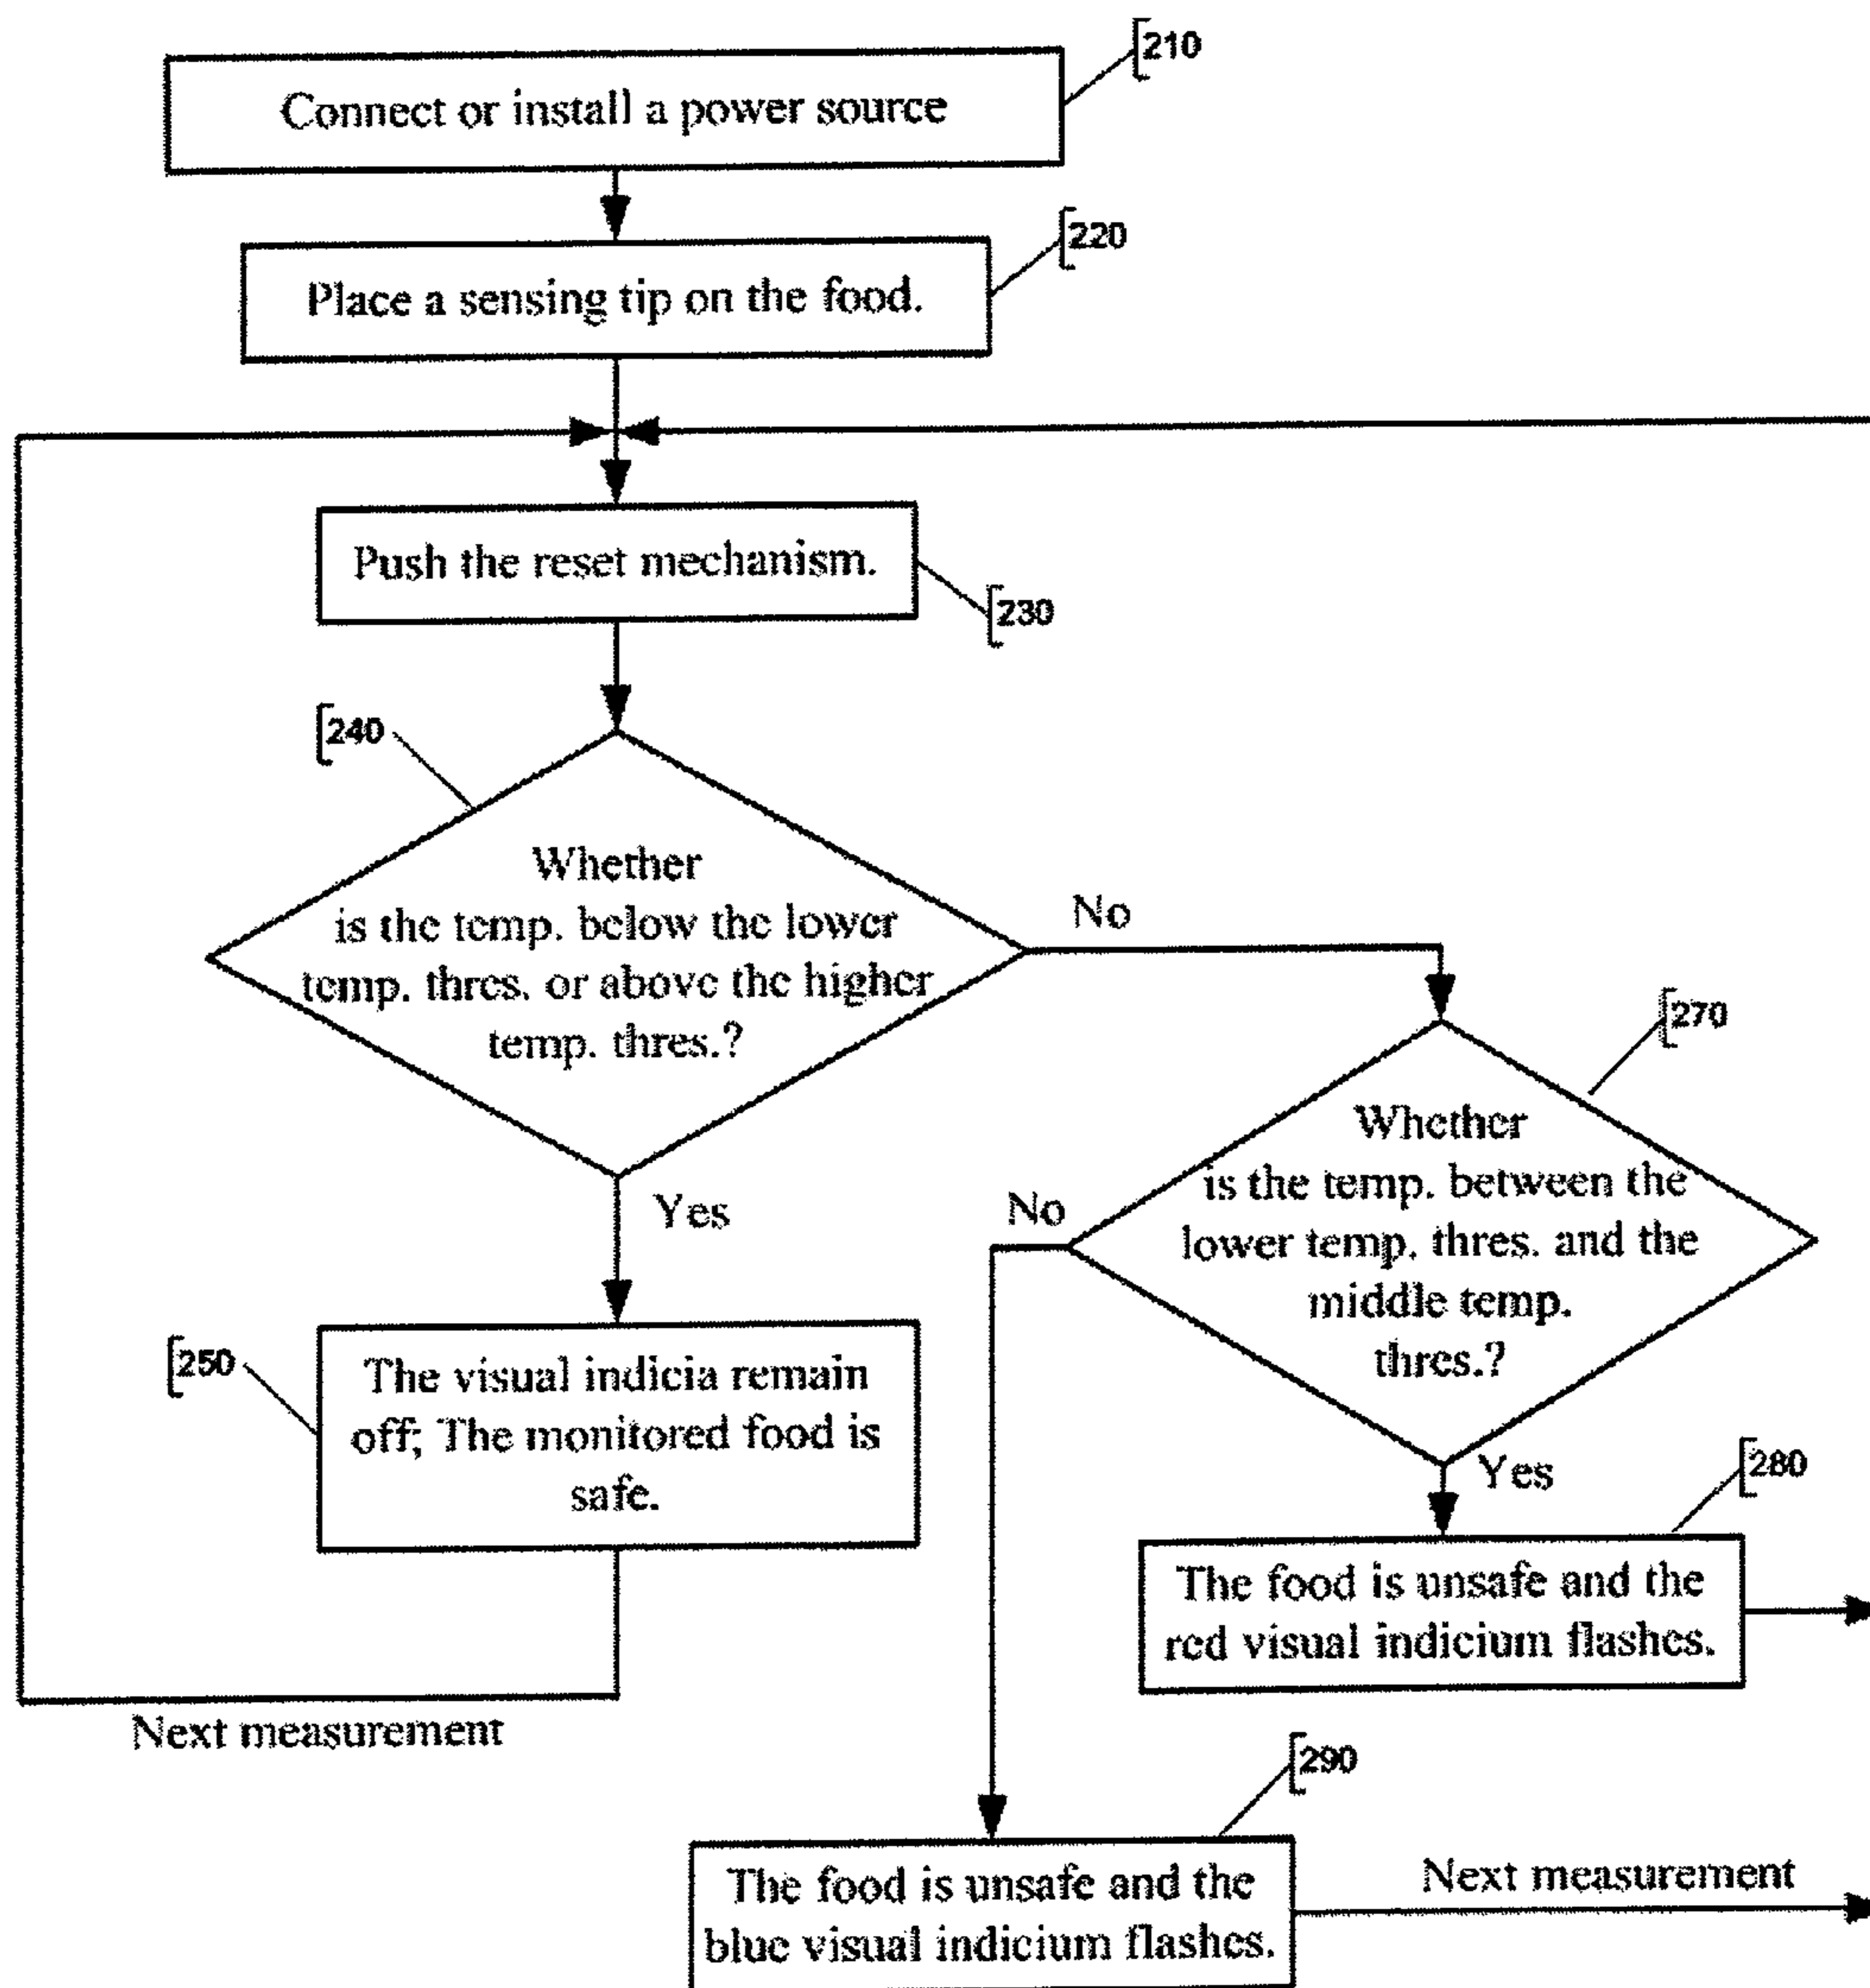 [210
Connect or install a power source
[220
Place a sensing tip on the food.
Push the reset mechanism.
[230
[240
Whether
is the temp. below the lower
temp. thres. or above the higher
temp. thres.?
No
[270
Whether
is the temp. between the
lower temp. thres. and the
middle temp.
thres.?
No
Yes
[250
The visual indicia remain
off; The monitored food is
safe.
Yes
[280
The food is unsafe and the
red visual indicium flashes.
Next measurement
[290
The food is unsafe and the
blue visual indicium flashes.
Next measurement